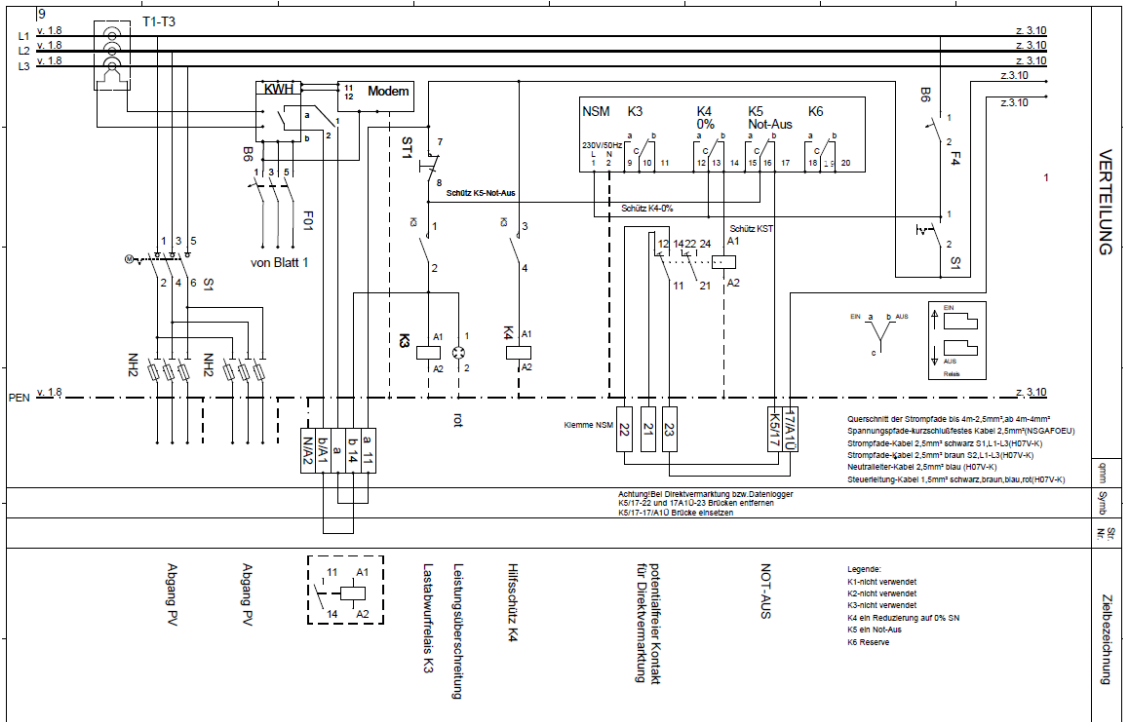 9
T1-T3
L1 v. 1.8 z. 3.10
L2 v. 1.8 z. 3.10
L3 v. 1.8 z. 3.10
z.3.10
z.3.10
KWH
11
12
Modem
a
b
1
2
B6
1 3 5
F01
von Blatt 1
1 3 5
M
2 4 6
S1
NH2
NH2
ST1
7
8
Schütz K5-Not-Aus
K3
1
2
K3
3
4
K3
A1
A2
1
2
rot
K4
A1
A2
NSM K3 K4 K5 K6
0% Not-Aus
230V/50Hz
L N
a b a b a b a b
C C C C
1 2 9 10 11 12 13 14 15 16 17 18 19 20
Schütz K4-0%
Schütz KST
12 14 22 24 A1
11 21 A2
B6
1
2
F4
1
2
S1
1
VERTEILUNG
EIN a b AUS
c
EIN
AUS
Relais
PEN v. 1.8 z. 3.10
N/A2
b/A1
a
b 14
a 11
Klemme NSM
22
21
23
K5/17
17/A1Ü
Querschnitt der Strompfade bis 4m-2,5mm²,ab 4m-4mm²
Spannungspfade-kurzschlußfestes Kabel 2,5mm²(NSGAFOEU)
Strompfade-Kabel 2,5mm² schwarz S1,L1-L3(H07V-K)
Strompfade-Kabel 2,5mm² braun S2,L1-L3(H07V-K)
Neutralleiter-Kabel 2,5mm² blau (H07V-K)
Steuerleitung-Kabel 1,5mm² schwarz,braun,blau,rot(H07V-K)
qmm
Symb
Str.
Nr.
Achtung!Bei Direktvermarktung bzw.Datenlogger
K5/17-22 und 17A1Ü-23 Brücken entfernen
K5/17-17/A1Ü Brücke einsetzen
Abgang PV
Abgang PV
11 A1
14 A2
Lastabwurfrelais K3
Leistungsüberschreitung
Hilfsschütz K4
potentialfreier Kontakt
für Direktvermarktung
NOT-AUS
Legende:
K1-nicht verwendet
K2-nicht verwendet
K3-nicht verwendet
K4 ein Reduzierung auf 0% SN
K5 ein Not-Aus
K6 Reserve
Zielbezeichnung